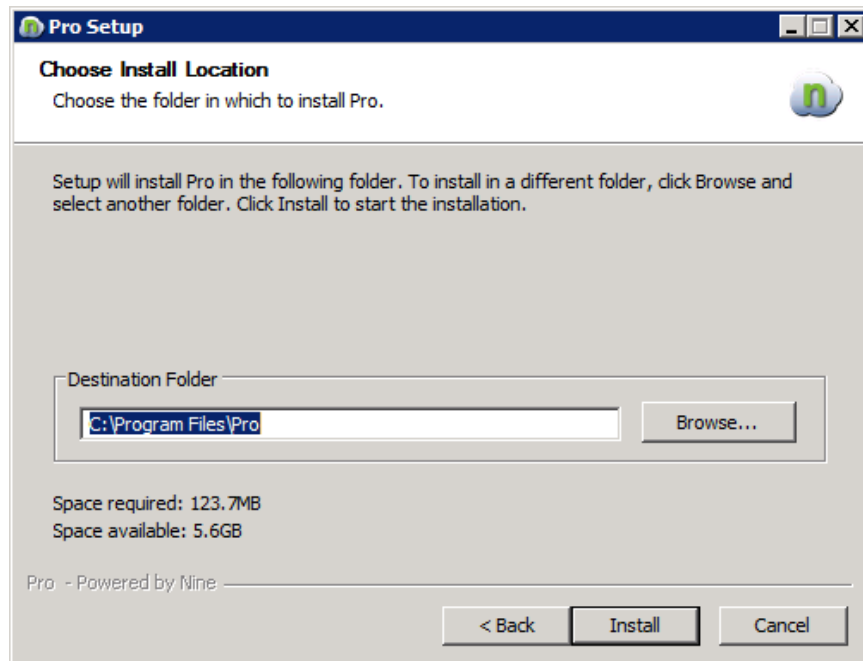 Pro Setup
Choose Install Location
Choose the folder in which to install Pro.
n
Setup will install Pro in the following folder. To install in a different folder, click Browse and
select another folder. Click Install to start the installation.
Destination Folder
C:\Program Files\Pro
Browse...
Space required: 123.7MB
Space available: 5.6GB
Pro - Powered by Nine
< Back
Install
Cancel